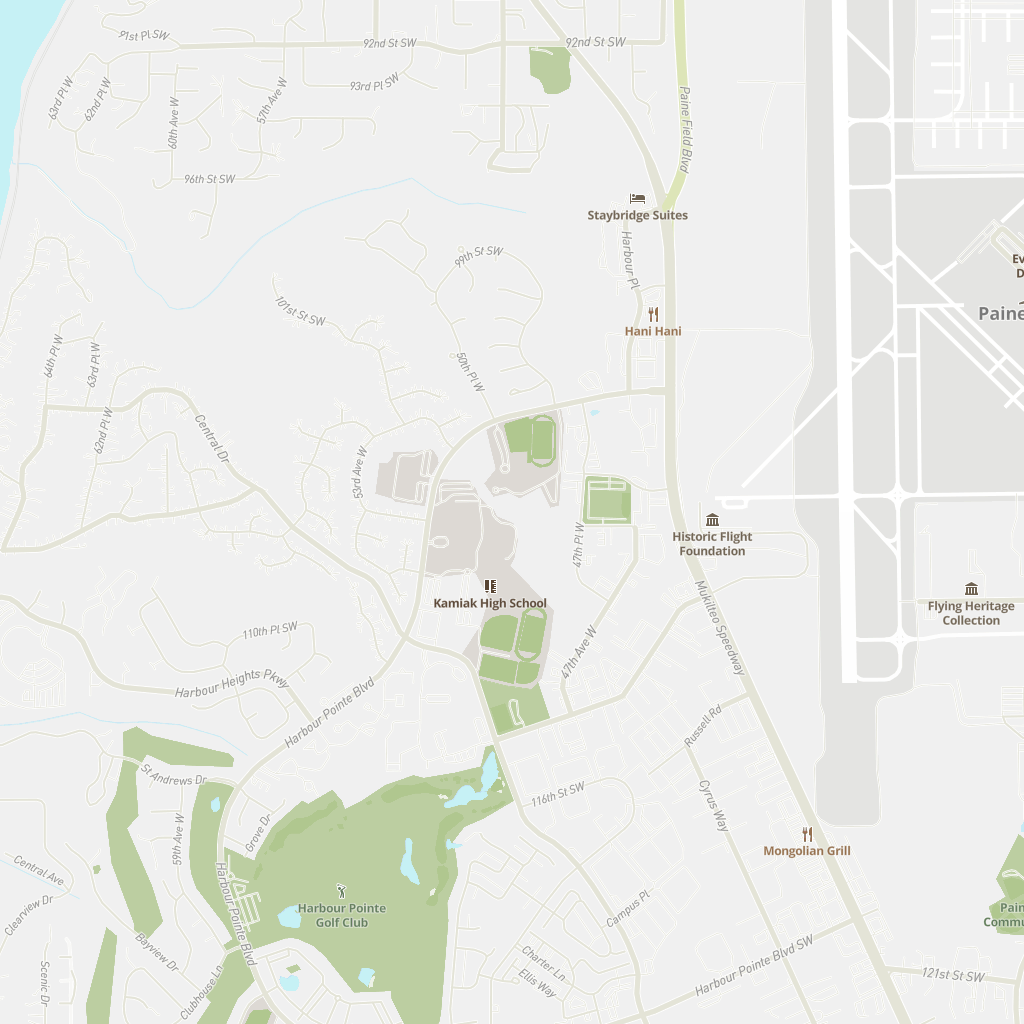 91st Pl SW
92nd St SW
92nd St SW
63rd Pl W
62nd Pl W
60th Ave W
57th Ave W
93rd Pl SW
Paine Field Blvd
96th St SW
Staybridge Suites
Harbour Pl
99th St SW
101st St SW
Hani Hani
Paine
64th Pl W
63rd Pl W
50th Pl W
62nd Pl W
Central Dr
53rd Ave W
47th Pl W
Historic Flight
Foundation
Kamiak High School
Flying Heritage
Collection
Mukilteo Speedway
110th Pl SW
47th Ave W
Harbour Heights Pkwy
Harbour Pointe Blvd
Russell Rd
St Andrews Dr
116th St SW
Cyrus Way
59th Ave W
Grove Dr
Mongolian Grill
Central Ave
Harbour Pointe Blvd
Harbour Pointe
Golf Club
Clearview Dr
Campus Pl
Bayview Dr
Charter Ln
Ellis Way
Harbour Pointe Blvd SW
121st St SW
Scenic Dr
Clubhouse Ln